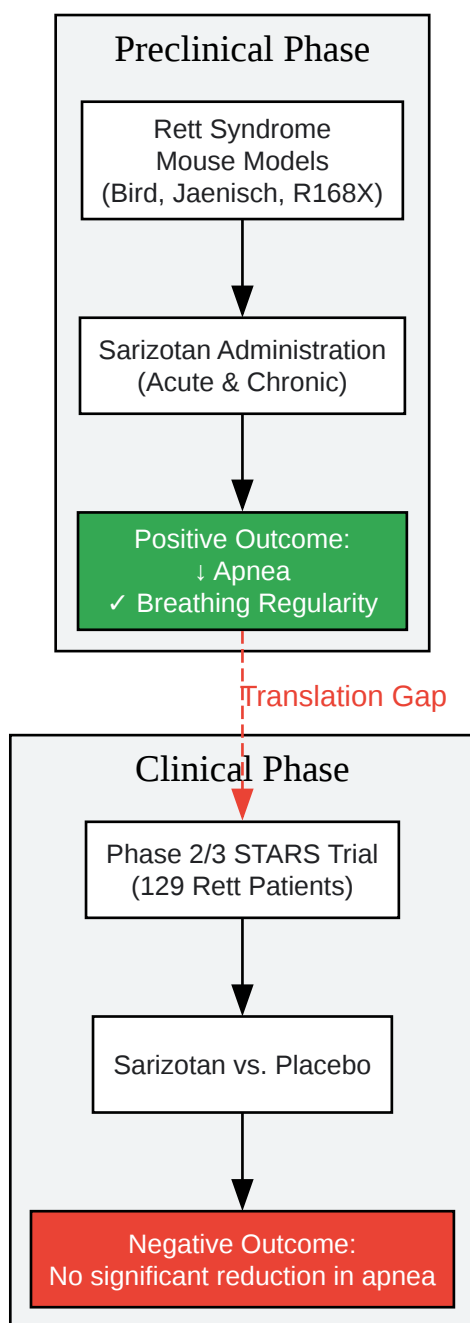 Preclinical Phase
Rett Syndrome
Mouse Models
(Bird, Jaenisch, R168X)
Sarizotan Administration
(Acute & Chronic)
Positive Outcome:
↓ Apnea
✓ Breathing Regularity
Translation Gap
Clinical Phase
Phase 2/3 STARS Trial
(129 Rett Patients)
Sarizotan vs. Placebo
Negative Outcome:
No significant reduction in apnea